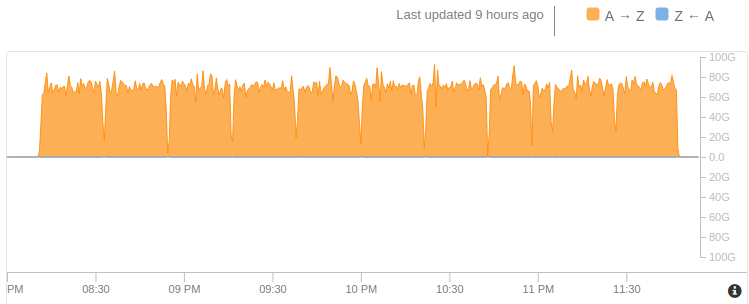 Last updated 9 hours ago
A → Z
Z ← A
100G
80G
60G
40G
20G
0.0
20G
40G
60G
80G
100G
PM 08:30 09 PM 09:30 10 PM 10:30 11 PM 11:30